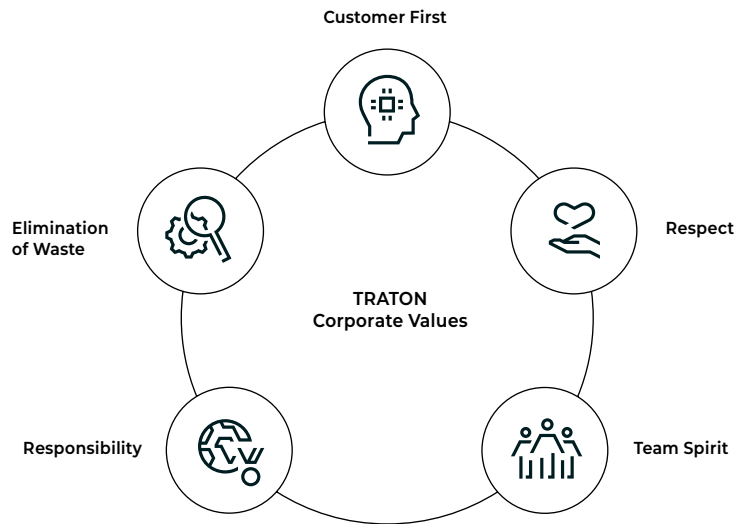 Customer First
Elimination
of Waste
Respect
TRATON
Corporate Values
Responsibility
Team Spirit